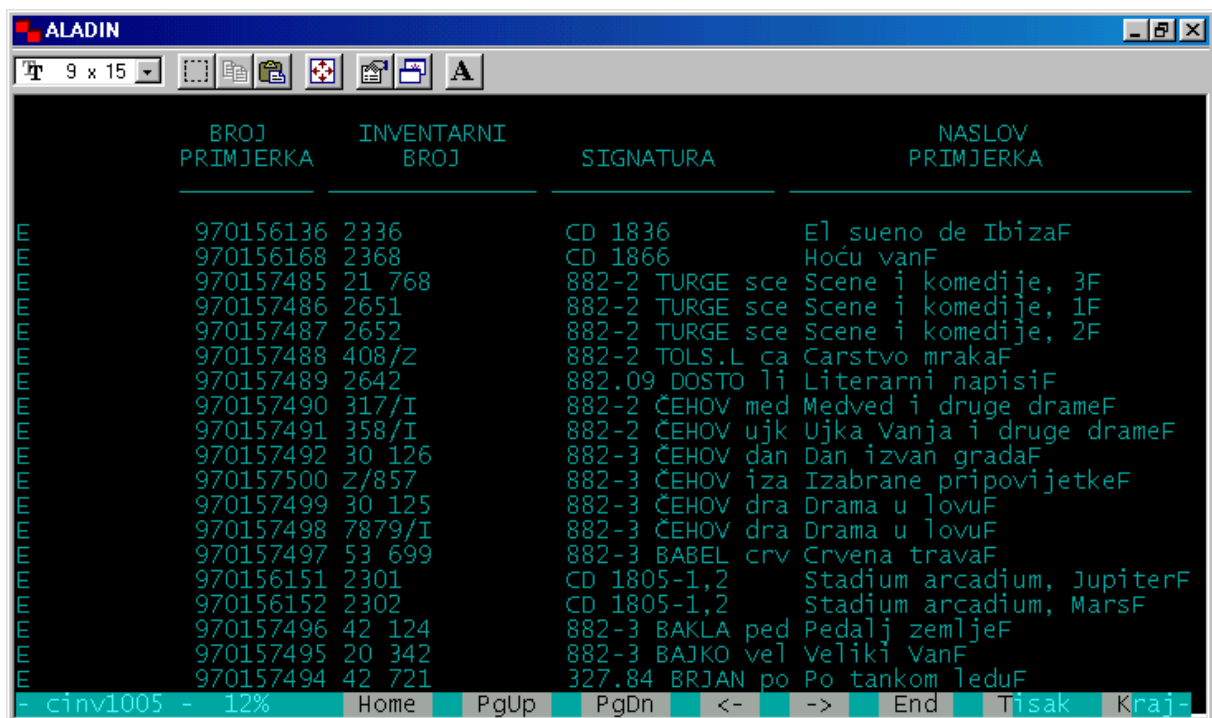 ALADIN
9 x 15 A
BROJ INVENTARNI NASLOV
PRIMJERKA BROJ SIGNATURA PRIMJERKA
E 970156136 2336 CD 1836 El sueno de IbizaF
E 970156168 2368 CD 1866 Hoću vanF
E 970157485 21 768 882-2 TURGE sce Scene i komedije, 3F
E 970157486 2651 882-2 TURGE sce Scene i komedije, 1F
E 970157487 2652 882-2 TURGE sce Scene i komedije, 2F
E 970157488 408/Z 882-2 TOLS.L ca Carstvo mrakaF
E 970157489 2642 882.09 DOSTO li Literarni napisiF
E 970157490 317/I 882-2 ČEHOV med Medved i druge drameF
E 970157491 358/I 882-2 ČEHOV ujk Ujka Vanja i druge drameF
E 970157492 30 126 882-3 ČEHOV dan Dan izvan gradaF
E 970157500 Z/857 882-3 ČEHOV iza Izabrane pripovijetkeF
E 970157499 30 125 882-3 ČEHOV dra Drama u lovuF
E 970157498 7879/I 882-3 ČEHOV dra Drama u lovuF
E 970157497 53 699 882-3 BABEL crv Crvena travaF
E 970156151 2301 CD 1805-1,2 Stadium arcadium, JupiterF
E 970156152 2302 CD 1805-1,2 Stadium arcadium, MarsF
E 970157496 42 124 882-3 BAKLA ped Pedalj zemljeF
E 970157495 20 342 882-3 BAJKO vel Veliki VanF
E 970157494 42 721 327.84 BRJAN po Po tankom leduF
- cinv1005 - 12% Home PgUp PgDn <- -> End Tisak Kraj-